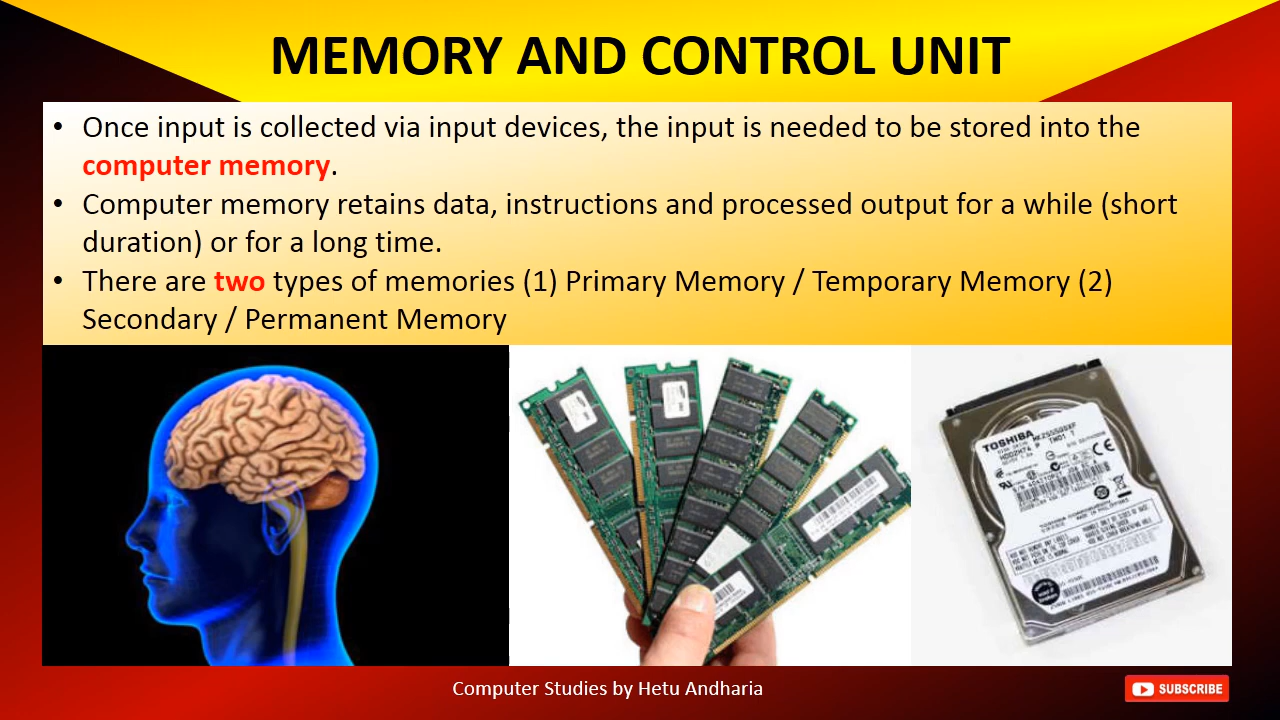 MEMORY AND CONTROL UNIT
• Once input is collected via input devices, the input is needed to be stored into the
computer memory.
• Computer memory retains data, instructions and processed output for a while (short
duration) or for a long time.
• There are two types of memories (1) Primary Memory / Temporary Memory (2)
Secondary / Permanent Memory
TOSHIBA
Computer Studies by Hetu Andharia
SUBSCRIBE